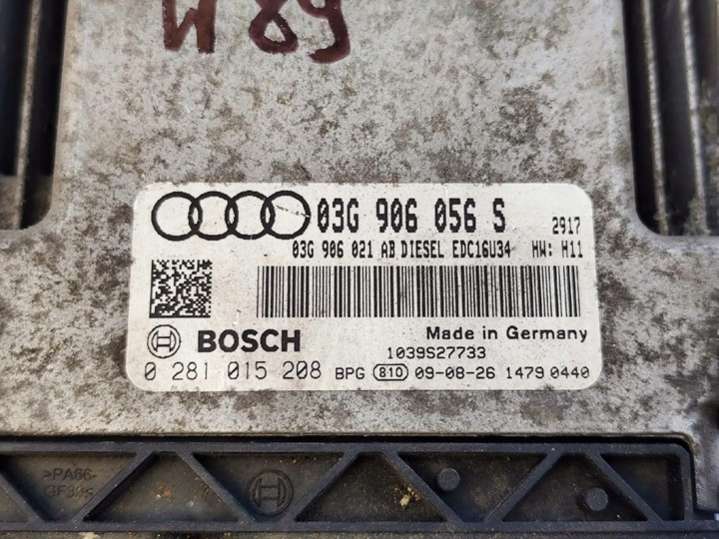 W89
03G 906 056 S 2917
03G 906 021 AB DIESEL EDC16U34 HW: H11
BOSCH Made in Germany
1039S27733
0 281 015 208 BPG 810 09-08-26 1479 0440
>PA66-